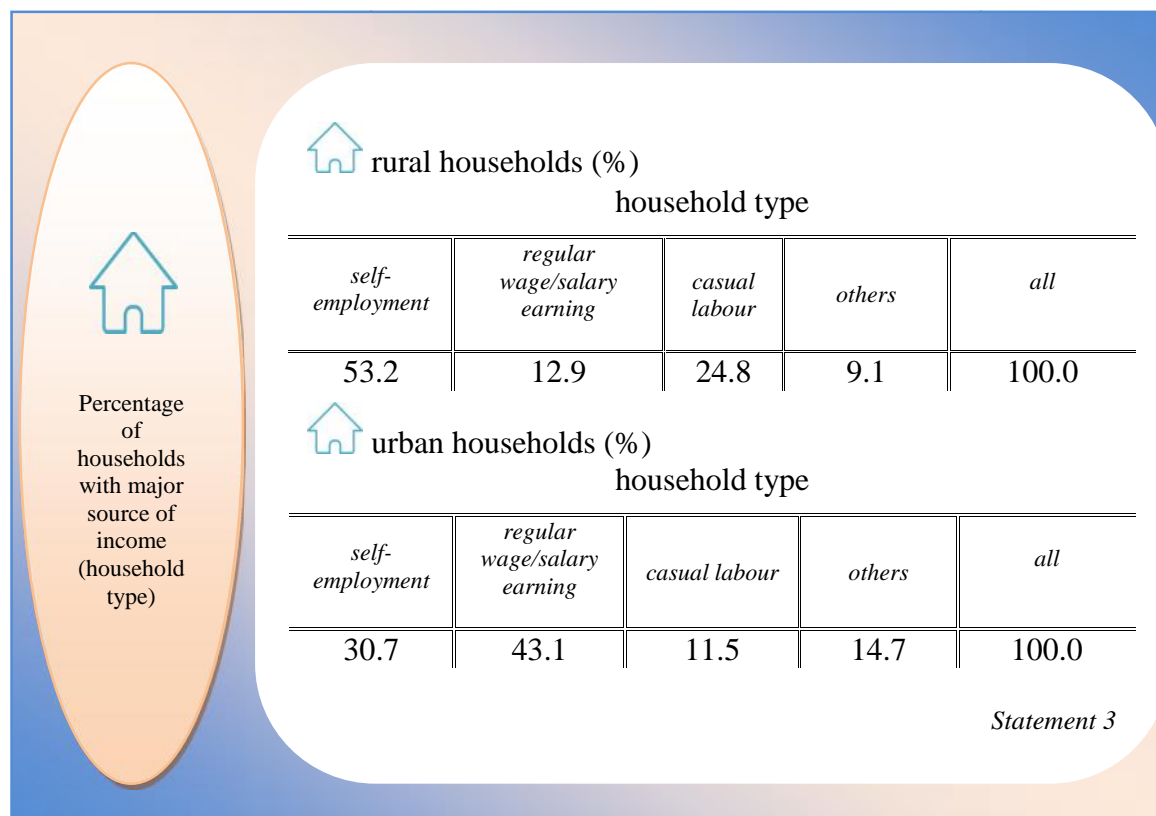 Percentage
of
households
with major
source of
income
(household
type)
rural households (%)
household type
self-
employment
regular
wage/salary
earning
casual
labour
others
all
53.2 12.9 24.8 9.1 100.0
urban households (%)
household type
self-
employment
regular
wage/salary
earning
casual labour
others
all
30.7 43.1 11.5 14.7 100.0
Statement 3